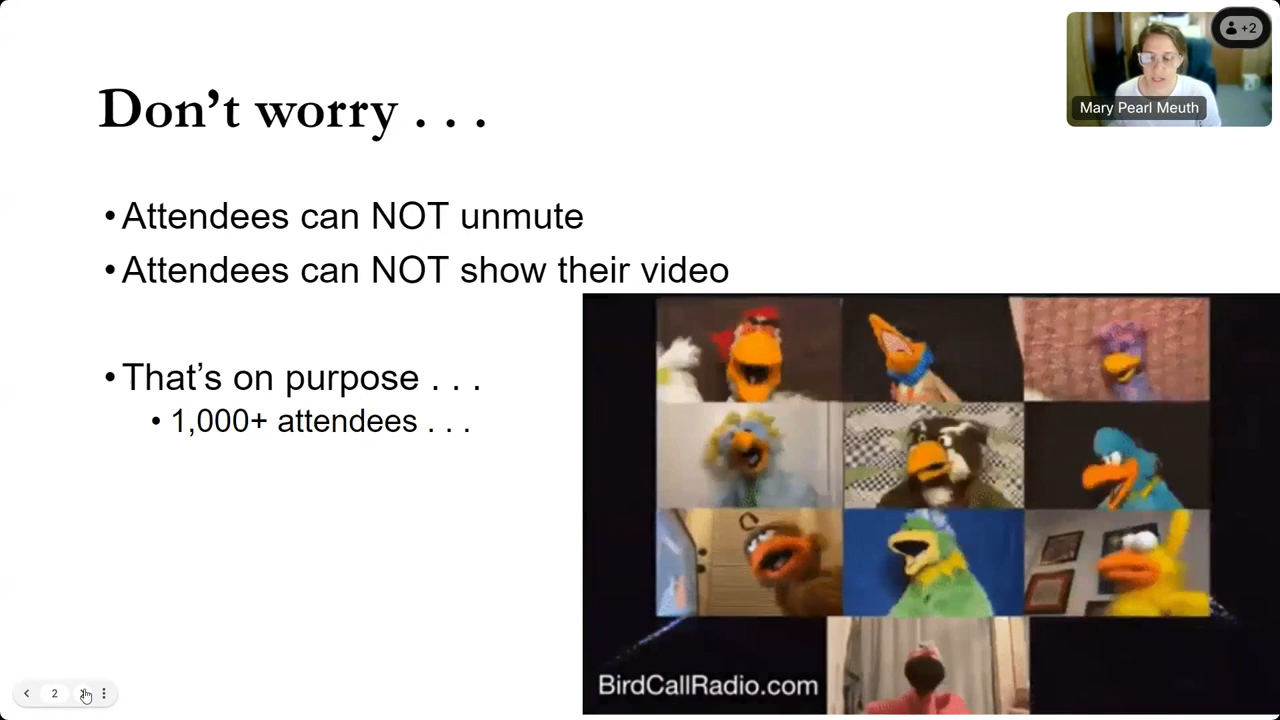 +2
Mary Pearl Meuth
Don’t worry . . .
•Attendees can NOT unmute
•Attendees can NOT show their video
•That’s on purpose . . .
•1,000+ attendees . . .
BirdCallRadio.com
2